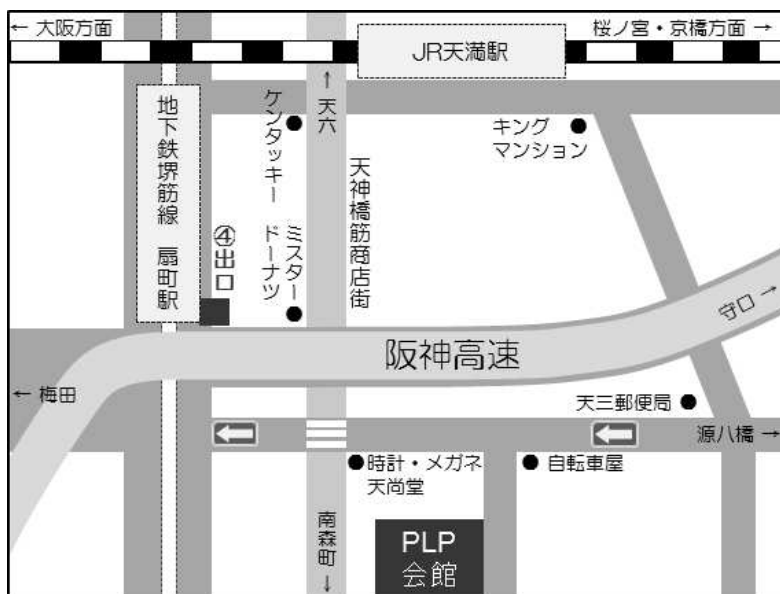 ← 大阪方面
桜ノ宮・京橋方面 →
JR天満駅
地下鉄堺筋線 扇町駅
④出口
ケンタッキー
ミスター
ドーナツ
↑天六
天神橋筋商店街
キング
マンション
守口→
阪神高速
← 梅田
天三郵便局
源八橋→
時計・メガネ
天尚堂
自転車屋
南森町↓
PLP
会館